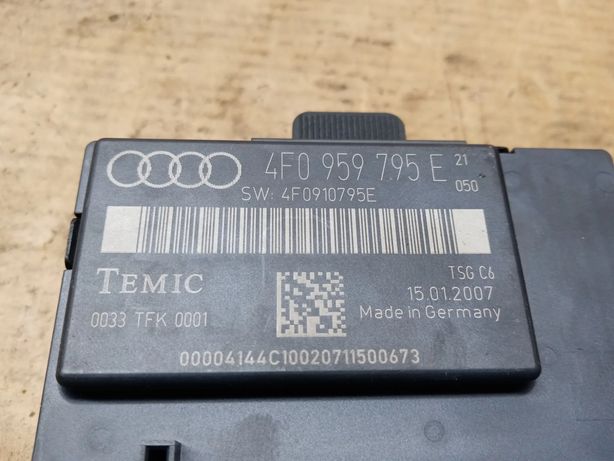 4F0 959 795 E 21
050
SW: 4F0910795E
TEMIC
TSG C6
15.01.2007
0033 TFK 0001
Made in Germany
00004144C10020711500673